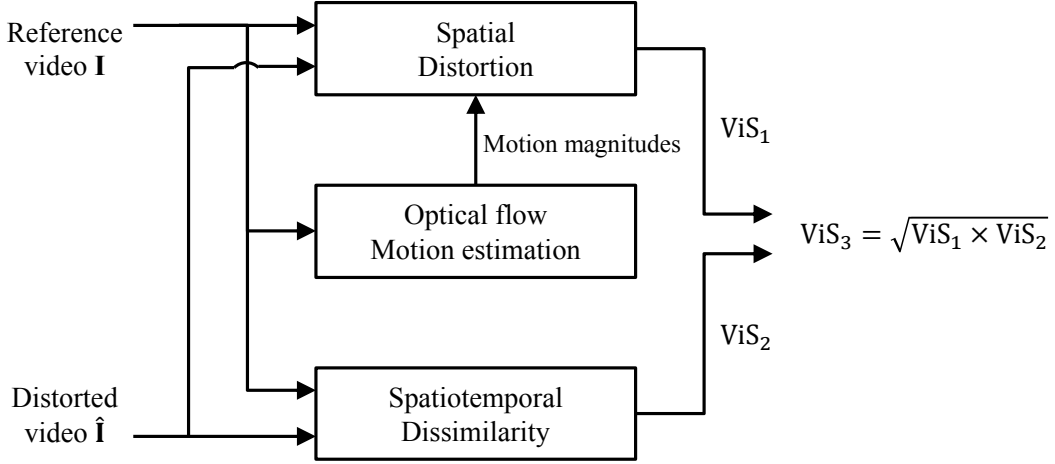 Reference
video I
Spatial
Distortion
Motion magnitudes
ViS₁
Optical flow
Motion estimation
ViS₃ = √ViS₁ × ViS₂
ViS₂
Distorted
video Î
Spatiotemporal
Dissimilarity